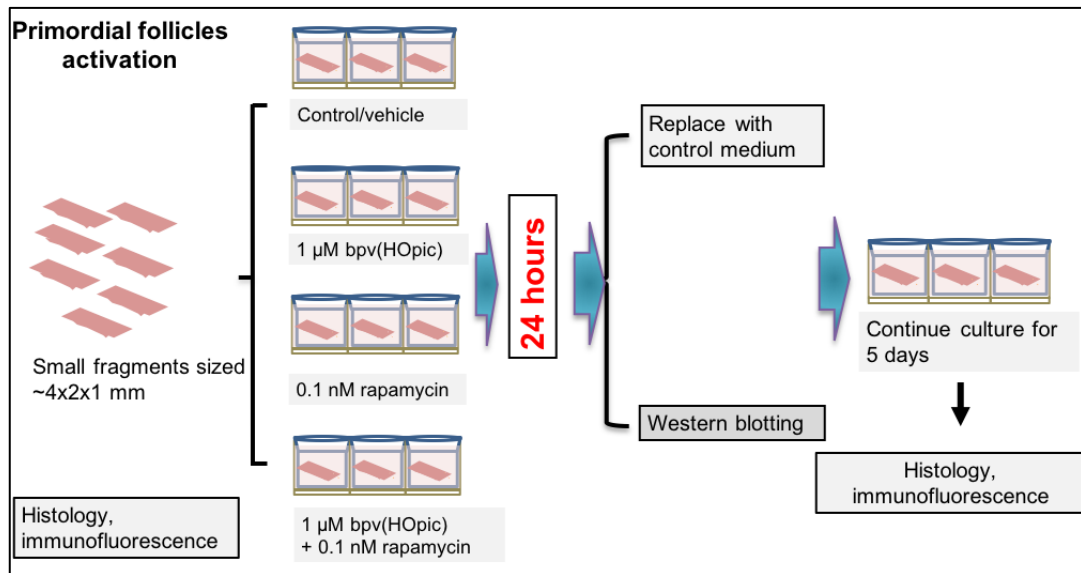 Primordial follicles
activation
Small fragments sized
~4x2x1 mm
Histology,
immunofluorescence
Control/vehicle
1 µM bpv(HOpic)
0.1 nM rapamycin
1 µM bpv(HOpic)
+ 0.1 nM rapamycin
24 hours
Replace with
control medium
Western blotting
Continue culture for
5 days
Histology,
immunofluorescence